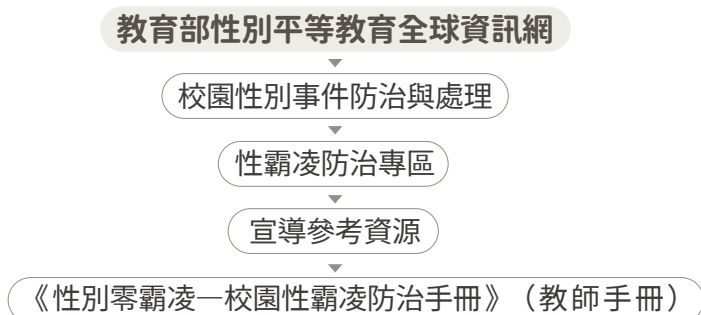 教育部性別平等教育全球資訊網
校園性別事件防治與處理
性霸凌防治專區
宣導參考資源
《性別零霸凌—校園性霸凌防治手冊》（教師手冊）